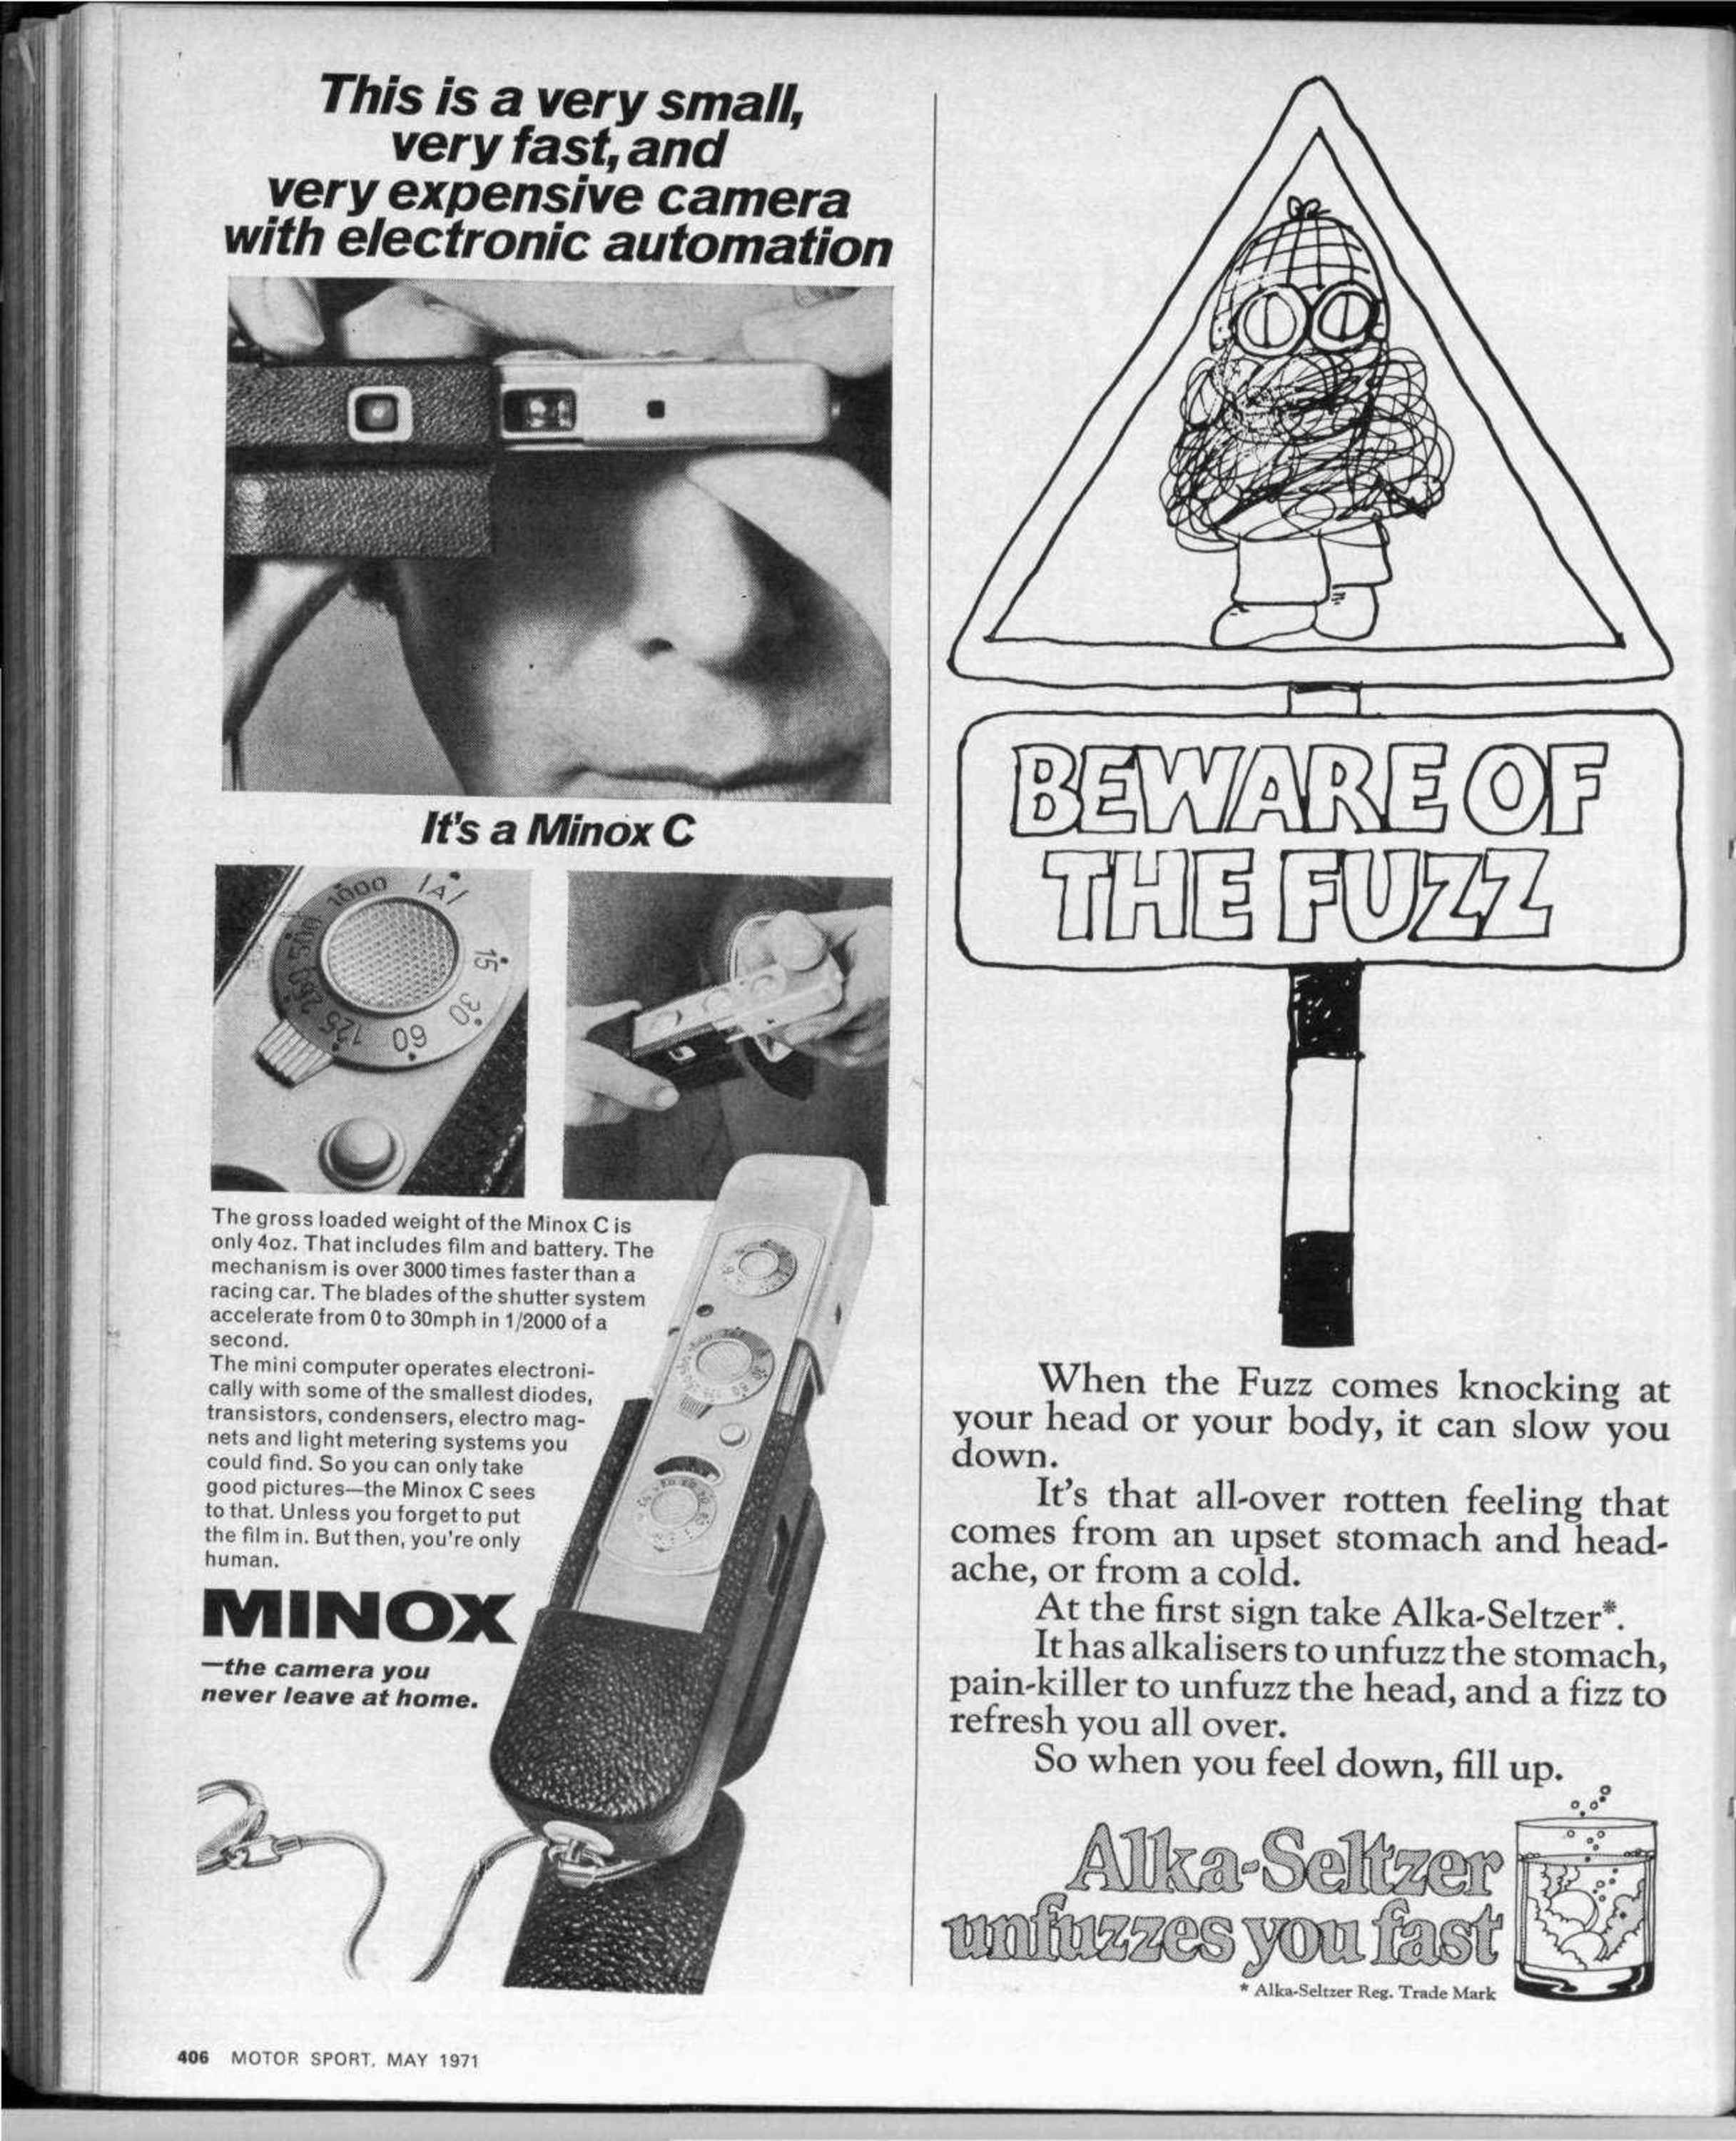 This is a very small,
very fast, and
very expensive camera
with electronic automation
It's a Minox C
1000 A
500
250
125
60
30
15
The gross loaded weight of the Minox C is
only 4oz. That includes film and battery. The
mechanism is over 3000 times faster than a
racing car. The blades of the shutter system
accelerate from 0 to 30mph in 1/2000 of a
second.
The mini computer operates electroni-
cally with some of the smallest diodes,
transistors, condensers, electro mag-
nets and light metering systems you
could find. So you can only take
good pictures—the Minox C sees
to that. Unless you forget to put
the film in. But then, you're only
human.
MINOX
—the camera you
never leave at home.
BEWARE OF
THE FUZZ
When the Fuzz comes knocking at
your head or your body, it can slow you
down.
It's that all-over rotten feeling that
comes from an upset stomach and head-
ache, or from a cold.
At the first sign take Alka-Seltzer*.
It has alkalisers to unfuzz the stomach,
pain-killer to unfuzz the head, and a fizz to
refresh you all over.
So when you feel down, fill up.
Alka-Seltzer
unfuzzes you fast
* Alka-Seltzer Reg. Trade Mark
406 MOTOR SPORT, MAY 1971